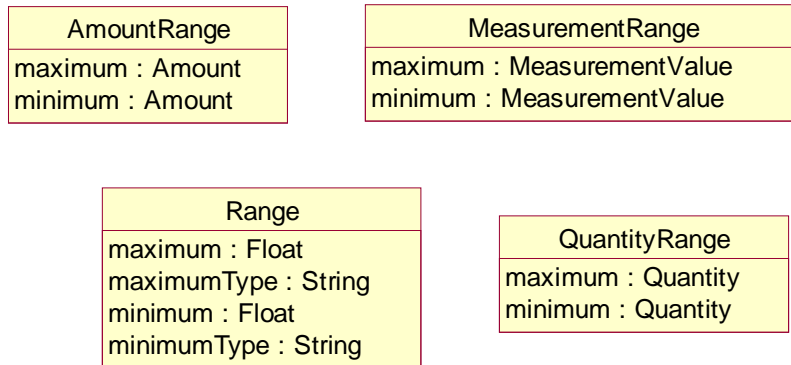 AmountRange
maximum : Amount
minimum : Amount
MeasurementRange
maximum : MeasurementValue
minimum : MeasurementValue
Range
maximum : Float
maximumType : String
minimum : Float
minimumType : String
QuantityRange
maximum : Quantity
minimum : Quantity